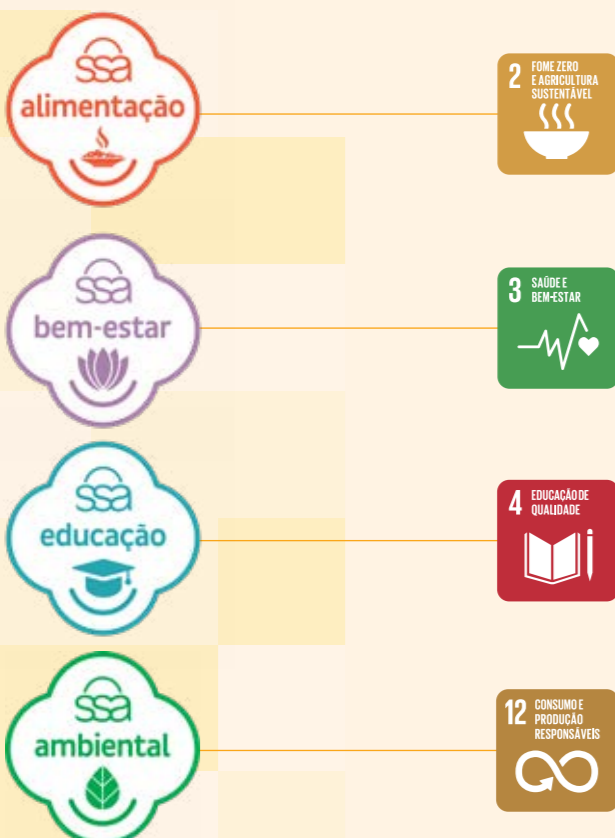 ssa
alimentação
2 FOME ZERO
E AGRICULTURA
SUSTENTÁVEL
ssa
bem-estar
3 SAÚDE E
BEM-ESTAR
ssa
educação
4 EDUCAÇÃO DE
QUALIDADE
ssa
ambiental
12 CONSUMO E
PRODUÇÃO
RESPONSÁVEIS